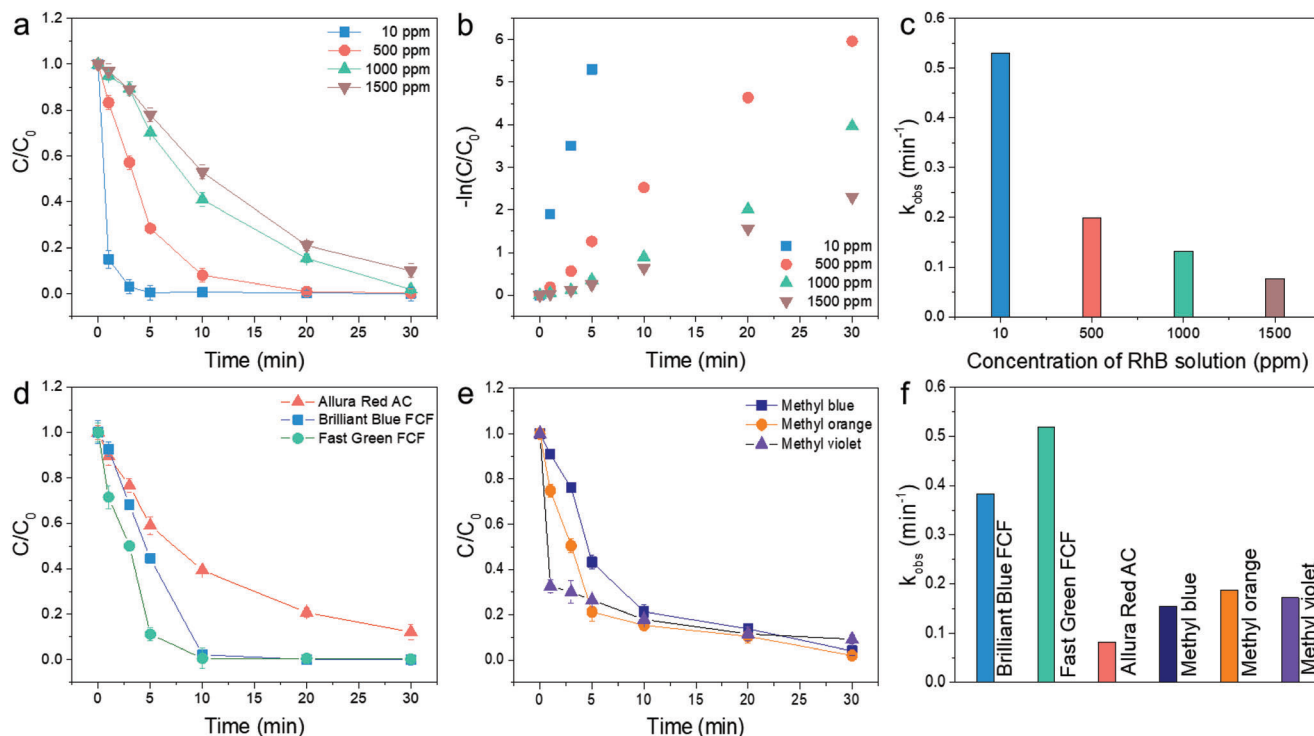 a
1.2
1.0
0.8
0.6
0.4
0.2
0.0
C/C0
10 ppm
500 ppm
1000 ppm
1500 ppm
0 5 10 15 20 25 30
Time (min)
b
6
5
4
3
2
1
0
-ln(C/C0)
10 ppm
500 ppm
1000 ppm
1500 ppm
0 5 10 15 20 25 30
Time (min)
c
0.6
0.5
0.4
0.3
0.2
0.1
0.0
kobs (min-1)
10 500 1000 1500
Concentration of RhB solution (ppm)
d
1.2
1.0
0.8
0.6
0.4
0.2
0.0
C/C0
Allura Red AC
Brilliant Blue FCF
Fast Green FCF
0 5 10 15 20 25 30
Time (min)
e
1.2
1.0
0.8
0.6
0.4
0.2
0.0
C/C0
Methyl blue
Methyl orange
Methyl violet
0 5 10 15 20 25 30
Time (min)
f
0.6
0.5
0.4
0.3
0.2
0.1
0.0
kobs (min-1)
Brilliant Blue FCF
Fast Green FCF
Allura Red AC
Methyl blue
Methyl orange
Methyl violet